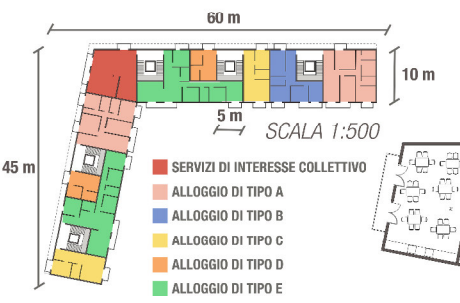 60 m
10 m
5 m
SCALA 1:500
45 m
SERVIZI DI INTERESSE COLLETTIVO
ALLOGGIO DI TIPO A
ALLOGGIO DI TIPO B
ALLOGGIO DI TIPO C
ALLOGGIO DI TIPO D
ALLOGGIO DI TIPO E